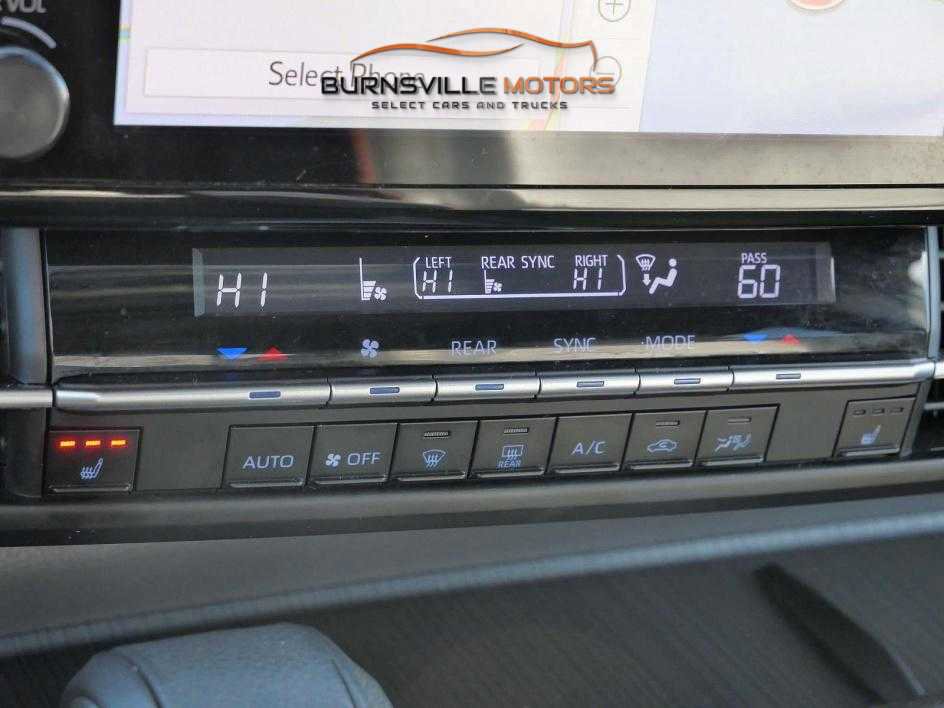 VOL
Select Phone
BURNSVILLE MOTORS
SELECT CARS AND TRUCKS
HI
LEFT
HI
REAR SYNC
RIGHT
HI
PASS
60
REAR
SYNC
MODE
AUTO
OFF
REAR
A/C